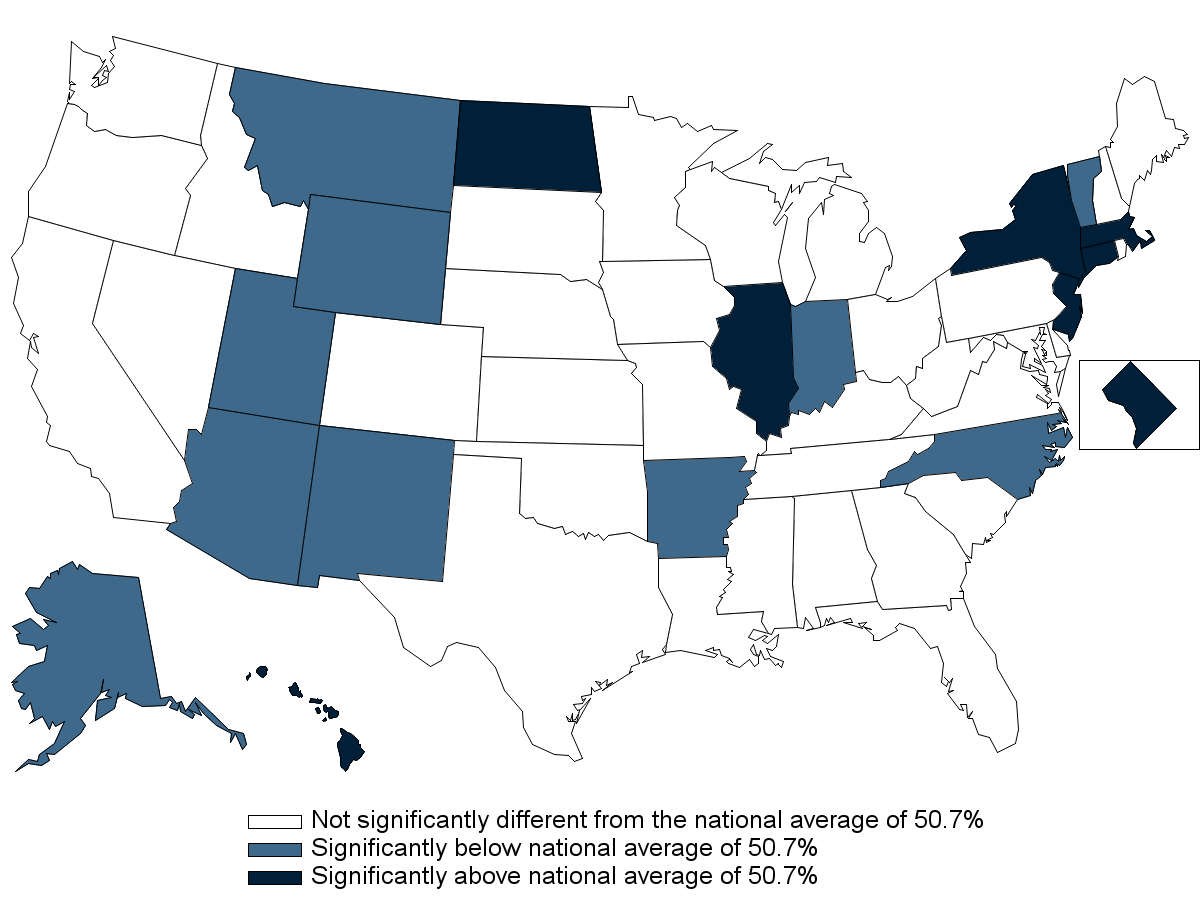 Not significantly different from the national average of 50.7%
Significantly below national average of 50.7%
Significantly above national average of 50.7%